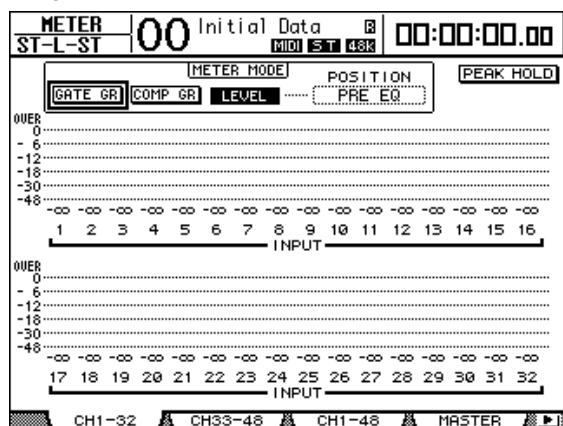 METER
ST-L-ST
00 Initial Data R
MIDI ST 48K
00:00:00.00
METER MODE
POSITION
PEAK HOLD
GATE GR COMP GR LEVEL PRE EQ
OVER
0
- 6
-12
-18
-30
-48
-∞ -∞ -∞ -∞ -∞ -∞ -∞ -∞ -∞ -∞ -∞ -∞ -∞ -∞ -∞ -∞
1 2 3 4 5 6 7 8 9 10 11 12 13 14 15 16
INPUT
OVER
0
- 6
-12
-18
-30
-48
-∞ -∞ -∞ -∞ -∞ -∞ -∞ -∞ -∞ -∞ -∞ -∞ -∞ -∞ -∞ -∞
17 18 19 20 21 22 23 24 25 26 27 28 29 30 31 32
INPUT
CH1-32 CH33-48 CH1-48 MASTER